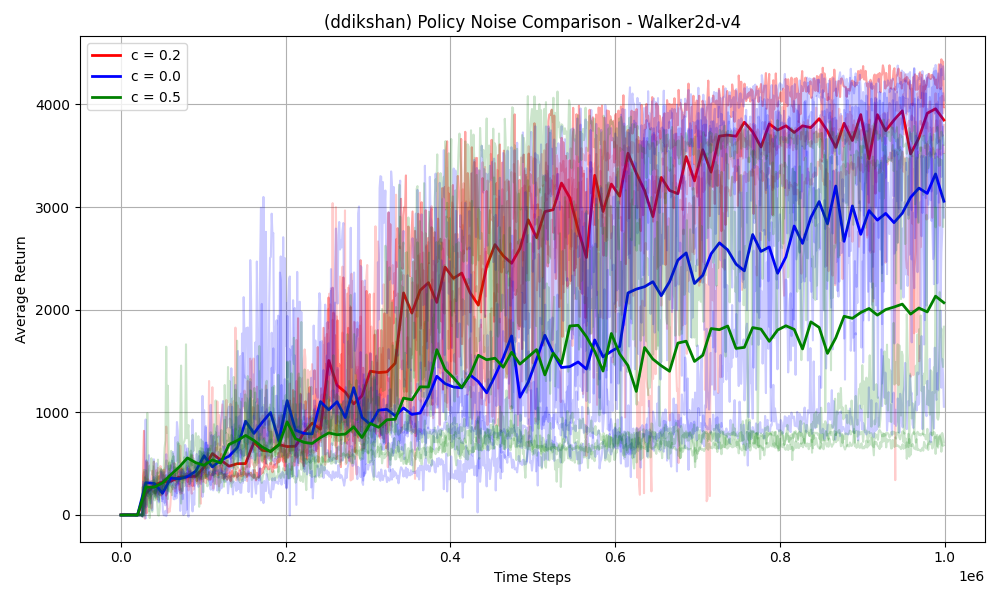 (ddikshan) Policy Noise Comparison - Walker2d-v4
c = 0.2
c = 0.0
c = 0.5
Average Return
4000
3000
2000
1000
0
0.0 0.2 0.4 0.6 0.8 1.0
1e6
Time Steps